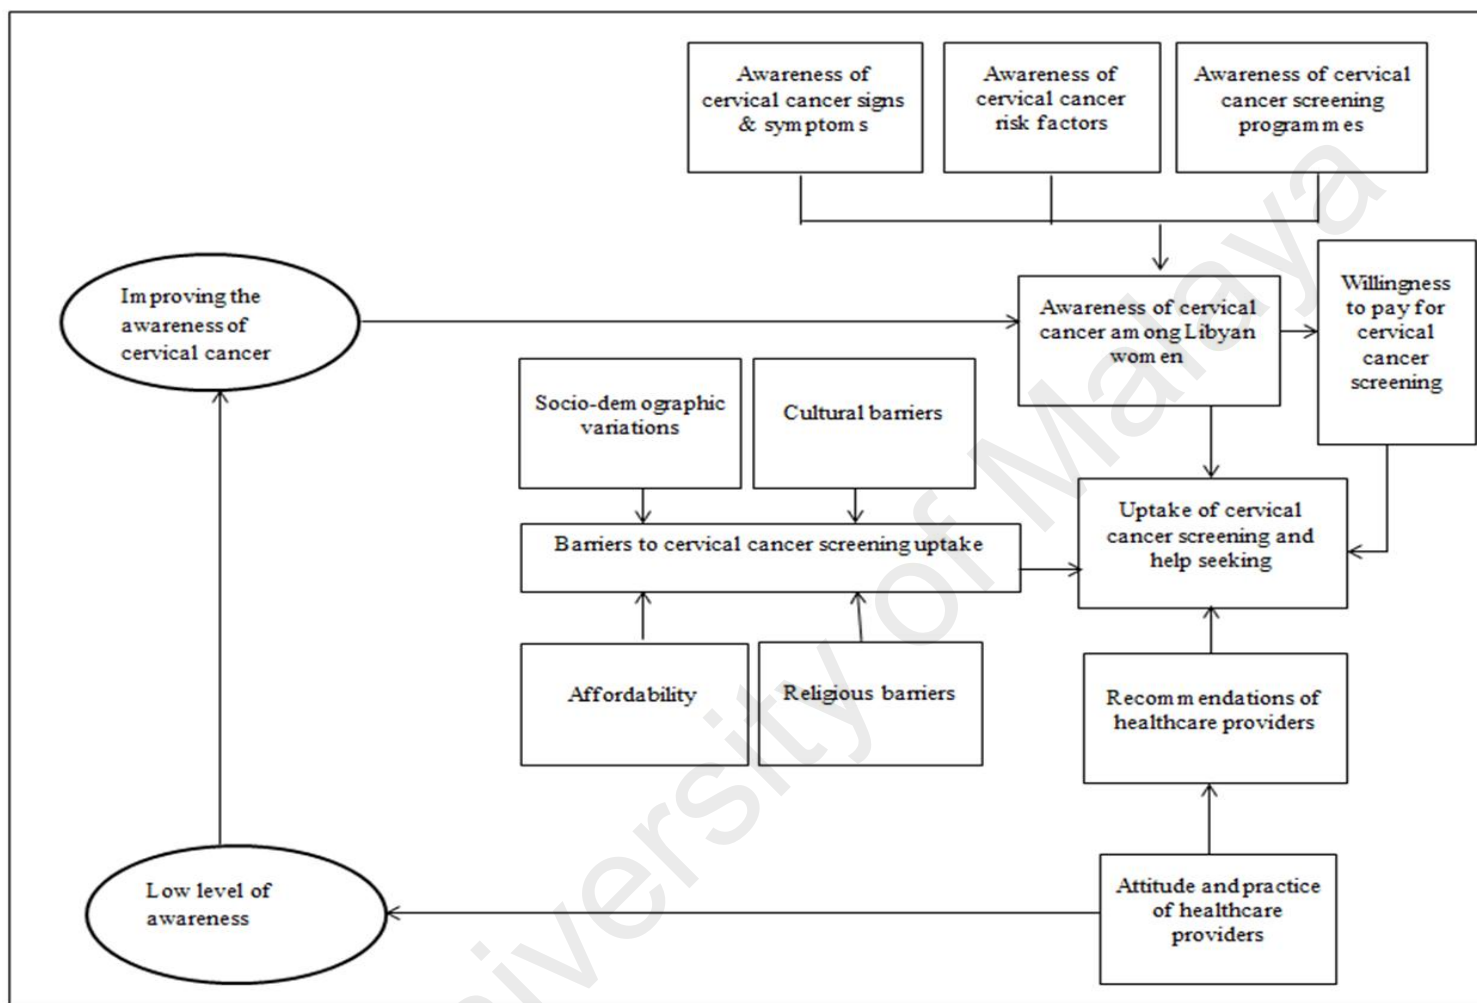 Awareness of
cervical cancer signs
& symptoms
Awareness of
cervical cancer
risk factors
Awareness of cervical
cancer screening
programmes
Improving the
awareness of
cervical cancer
Awareness of cervical
cancer among Libyan
women
Willingness
to pay for
cervical
cancer
screening
Socio-demographic
variations
Cultural barriers
Barriers to cervical cancer screening uptake
Uptake of cervical
cancer screening and
help seeking
Affordability
Religious barriers
Recommendations of
healthcare providers
Low level of
awareness
Attitude and practice
of healthcare
providers
iversity of Malaya